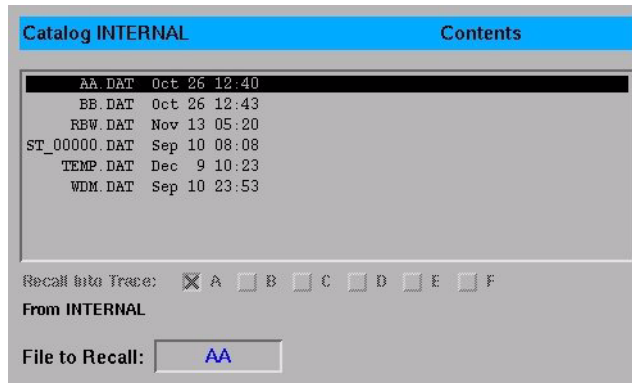 Catalog INTERNAL Contents
AA.DAT Oct 26 12:40
BB.DAT Oct 26 12:43
RBW.DAT Nov 13 05:20
ST_00000.DAT Sep 10 08:08
TEMP.DAT Dec 9 10:23
WDM.DAT Sep 10 23:53
Recall into Trace: A B C D E F
From INTERNAL
File to Recall: AA